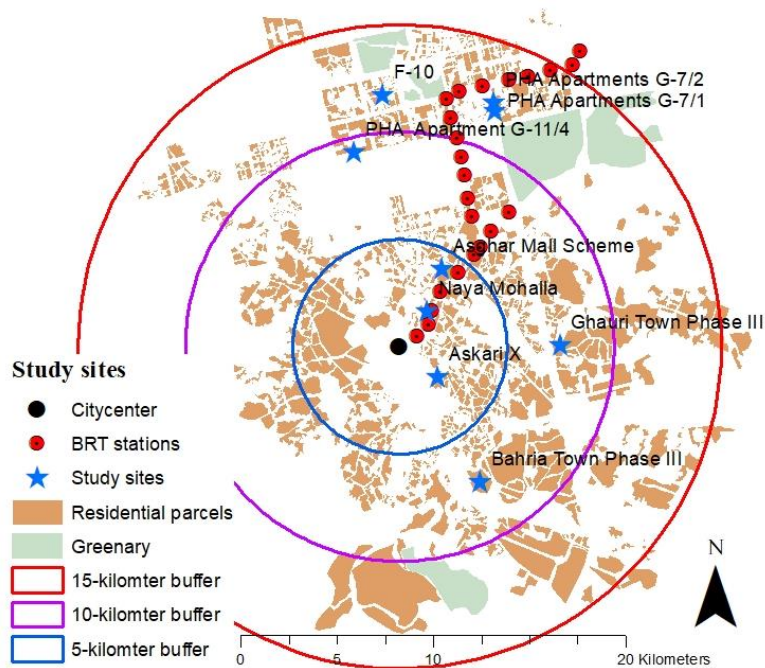 F-10
PHA Apartments G-7/2
PHA Apartments G-7/1
PHA Apartment G-11/4
Asghar Mall Scheme
Naya Mohalla
Ghauri Town Phase III
Askari X
Bahria Town Phase III
Study sites
Citycenter
BRT stations
Study sites
Residential parcels
Greenary
15-kilomter buffer
10-kilomter buffer
5-kilomter buffer
N
0 5 10 20 Kilometers